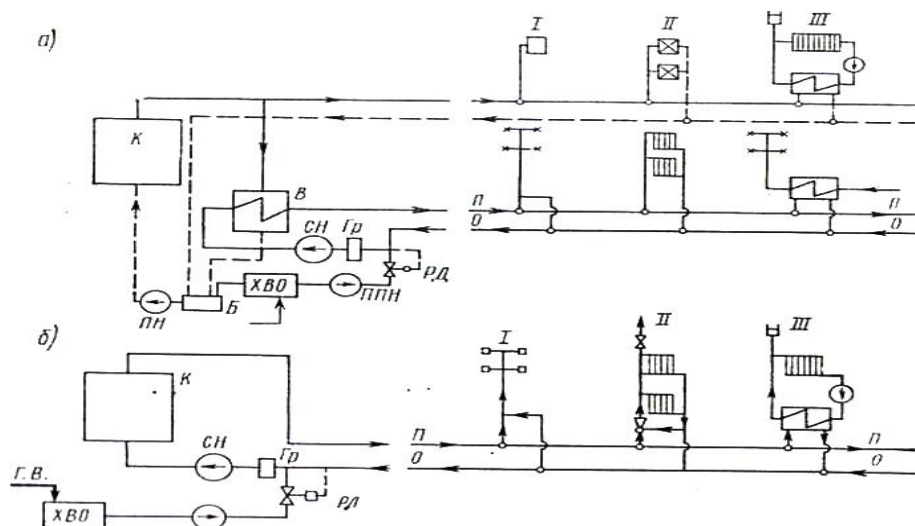 а)
I
II
III
К
В
П
О
СН
Гр
РД
ХВО
ППН
ПН
Б
б)
I
II
III
К
СН
Гр
П
О
П
О
Г.В.
РД
ХВО
П
О